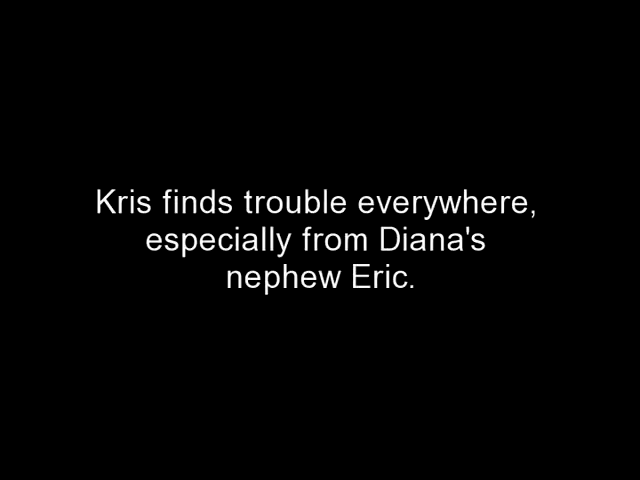 Kris finds trouble everywhere,
especially from Diana's
nephew Eric.